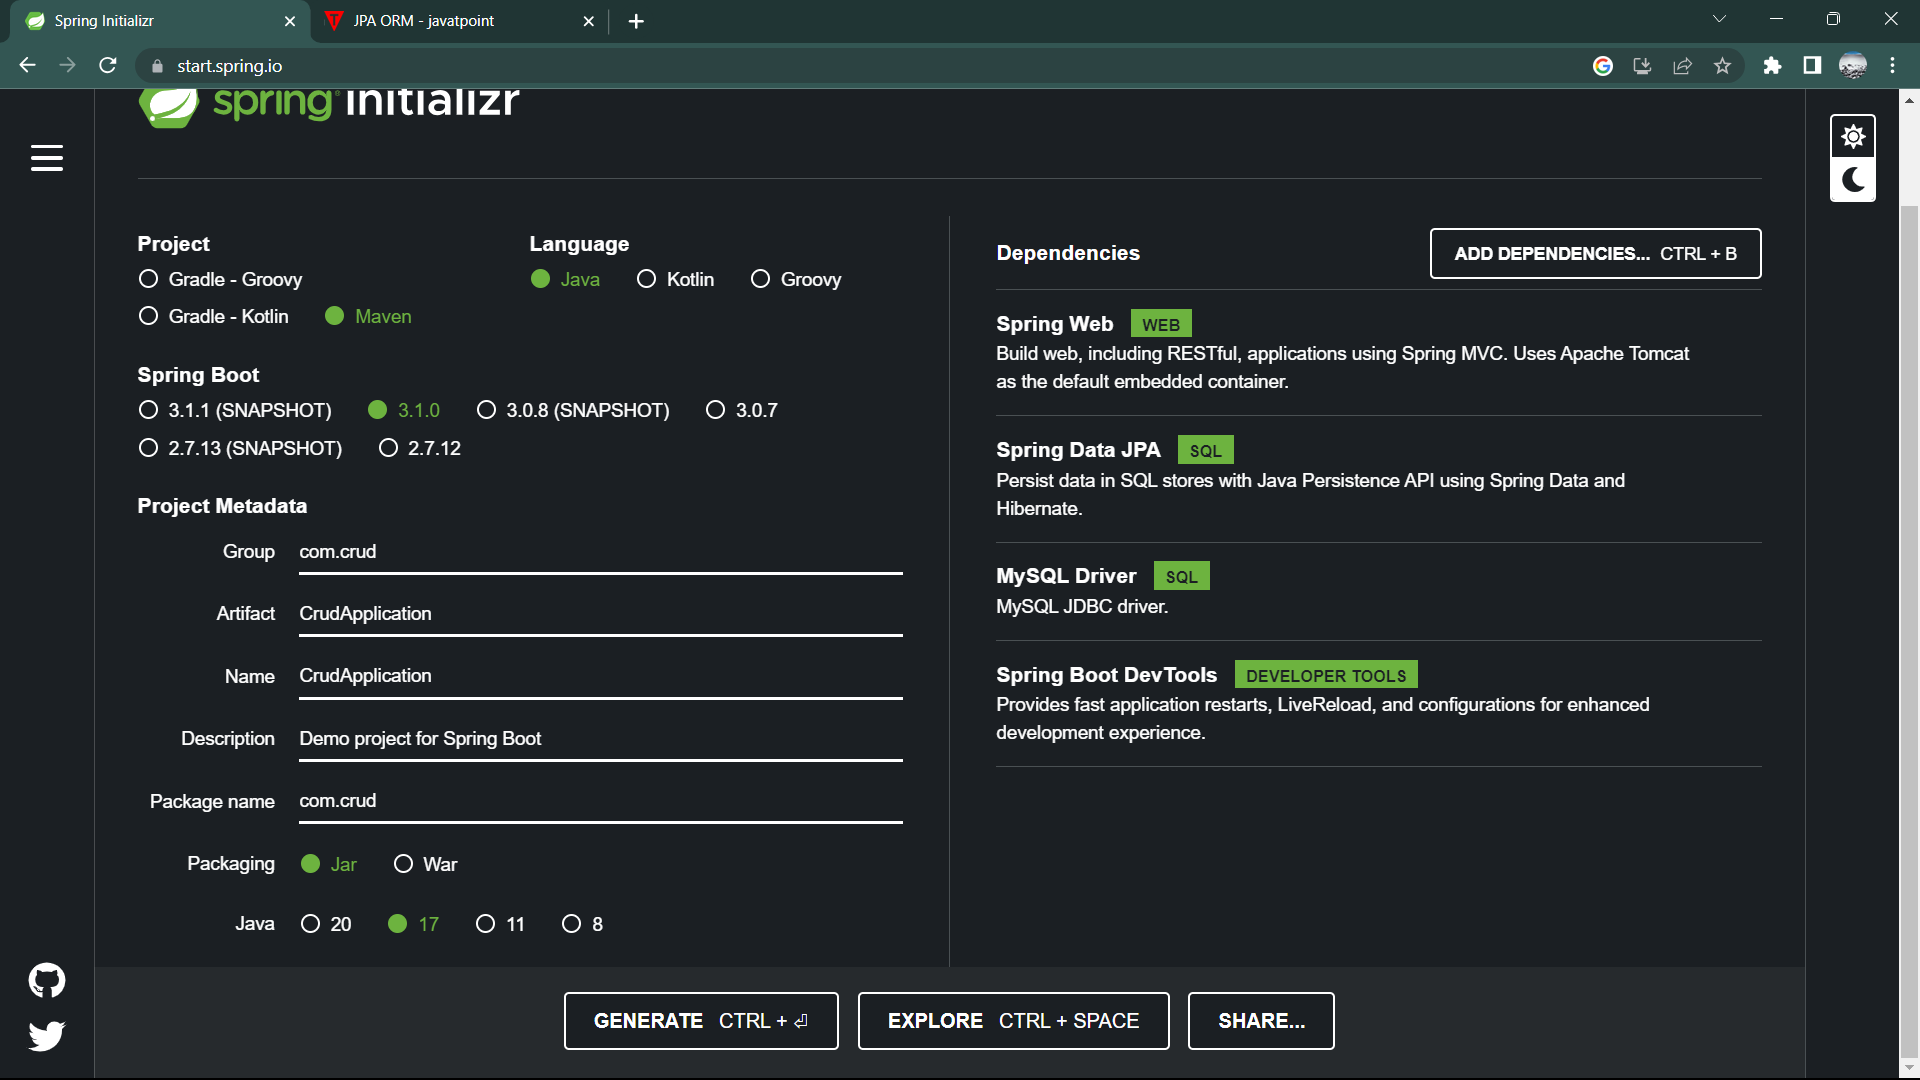 Spring Initializr
JPA ORM - javatpoint
start.spring.io
spring initializr
Project
Gradle - Groovy
Gradle - Kotlin Maven
Language
Java Kotlin Groovy
Spring Boot
3.1.1 (SNAPSHOT) 3.1.0 3.0.8 (SNAPSHOT) 3.0.7
2.7.13 (SNAPSHOT) 2.7.12
Project Metadata
Group com.crud
Artifact CrudApplication
Name CrudApplication
Description Demo project for Spring Boot
Package name com.crud
Packaging Jar War
Java 20 17 11 8
Dependencies
ADD DEPENDENCIES... CTRL + B
Spring Web WEB
Build web, including RESTful, applications using Spring MVC. Uses Apache Tomcat
as the default embedded container.
Spring Data JPA SQL
Persist data in SQL stores with Java Persistence API using Spring Data and
Hibernate.
MySQL Driver SQL
MySQL JDBC driver.
Spring Boot DevTools DEVELOPER TOOLS
Provides fast application restarts, LiveReload, and configurations for enhanced
development experience.
GENERATE CTRL + ⏎
EXPLORE CTRL + SPACE
SHARE...